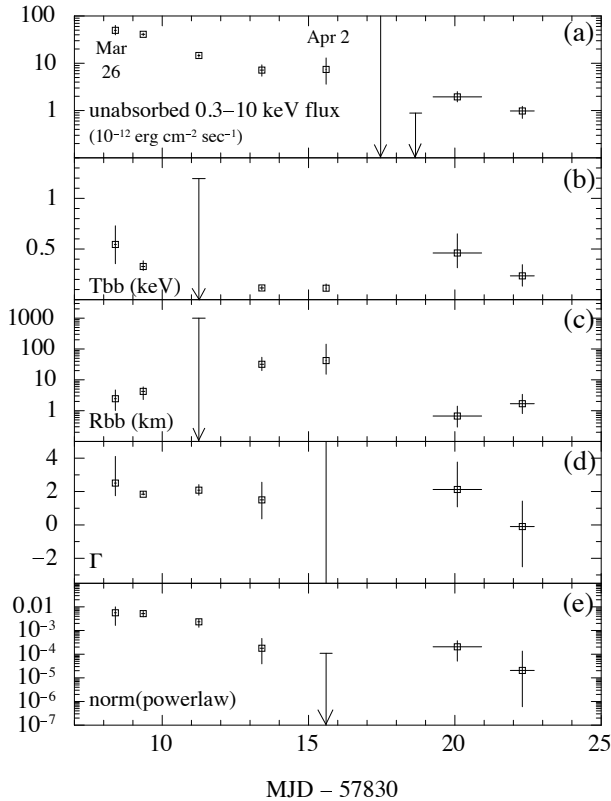 100
10
1
Mar
26
Apr 2
(a)
unabsorbed 0.3–10 keV flux
(10⁻¹² erg cm⁻² sec⁻¹)
1
0.5
(b)
Tbb (keV)
1000
100
10
1
(c)
Rbb (km)
4
2
0
−2
(d)
Γ
0.01
10⁻³
10⁻⁴
10⁻⁵
10⁻⁶
10⁻⁷
(e)
norm(powerlaw)
10 15 20 25
MJD − 57830